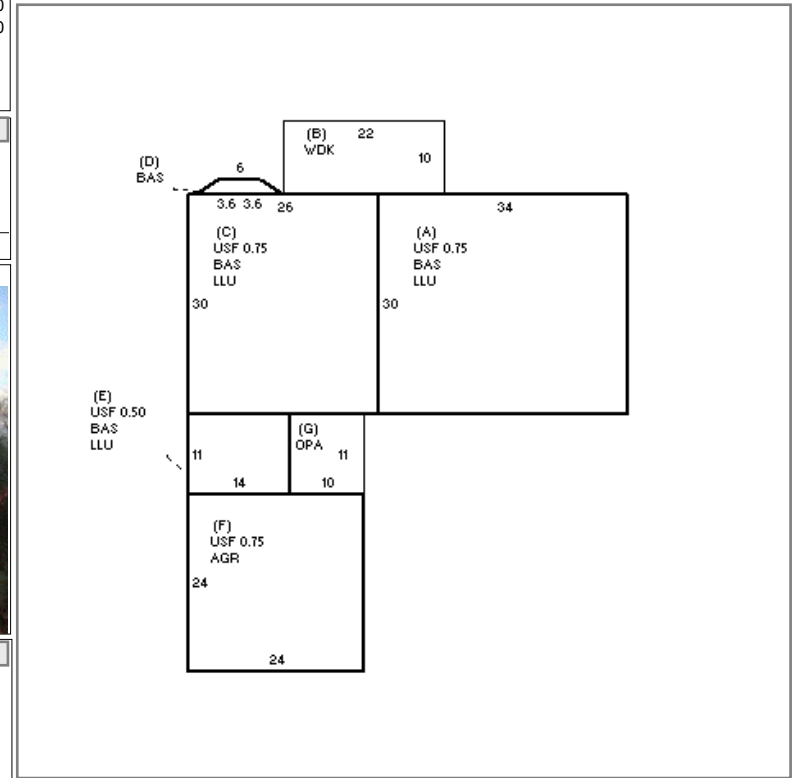 0
0
(B) 22
WDK
10
(D)
BAS
6
3.6 3.6 26
34
(C)
USF 0.75
BAS
LLU
(A)
USF 0.75
BAS
LLU
30
30
(E)
USF 0.50
BAS
LLU
(G)
OPA
11
11
14
10
(F)
USF 0.75
AGR
24
24